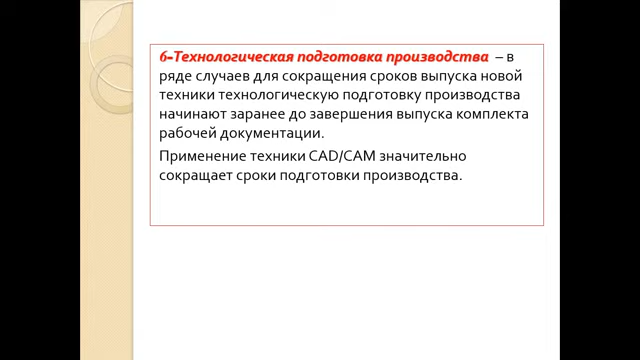 6-Технологическая подготовка производства – в
ряде случаев для сокращения сроков выпуска новой
техники технологическую подготовку производства
начинают заранее до завершения выпуска комплекта
рабочей документации.
Применение техники CAD/CAM значительно
сокращает сроки подготовки производства.